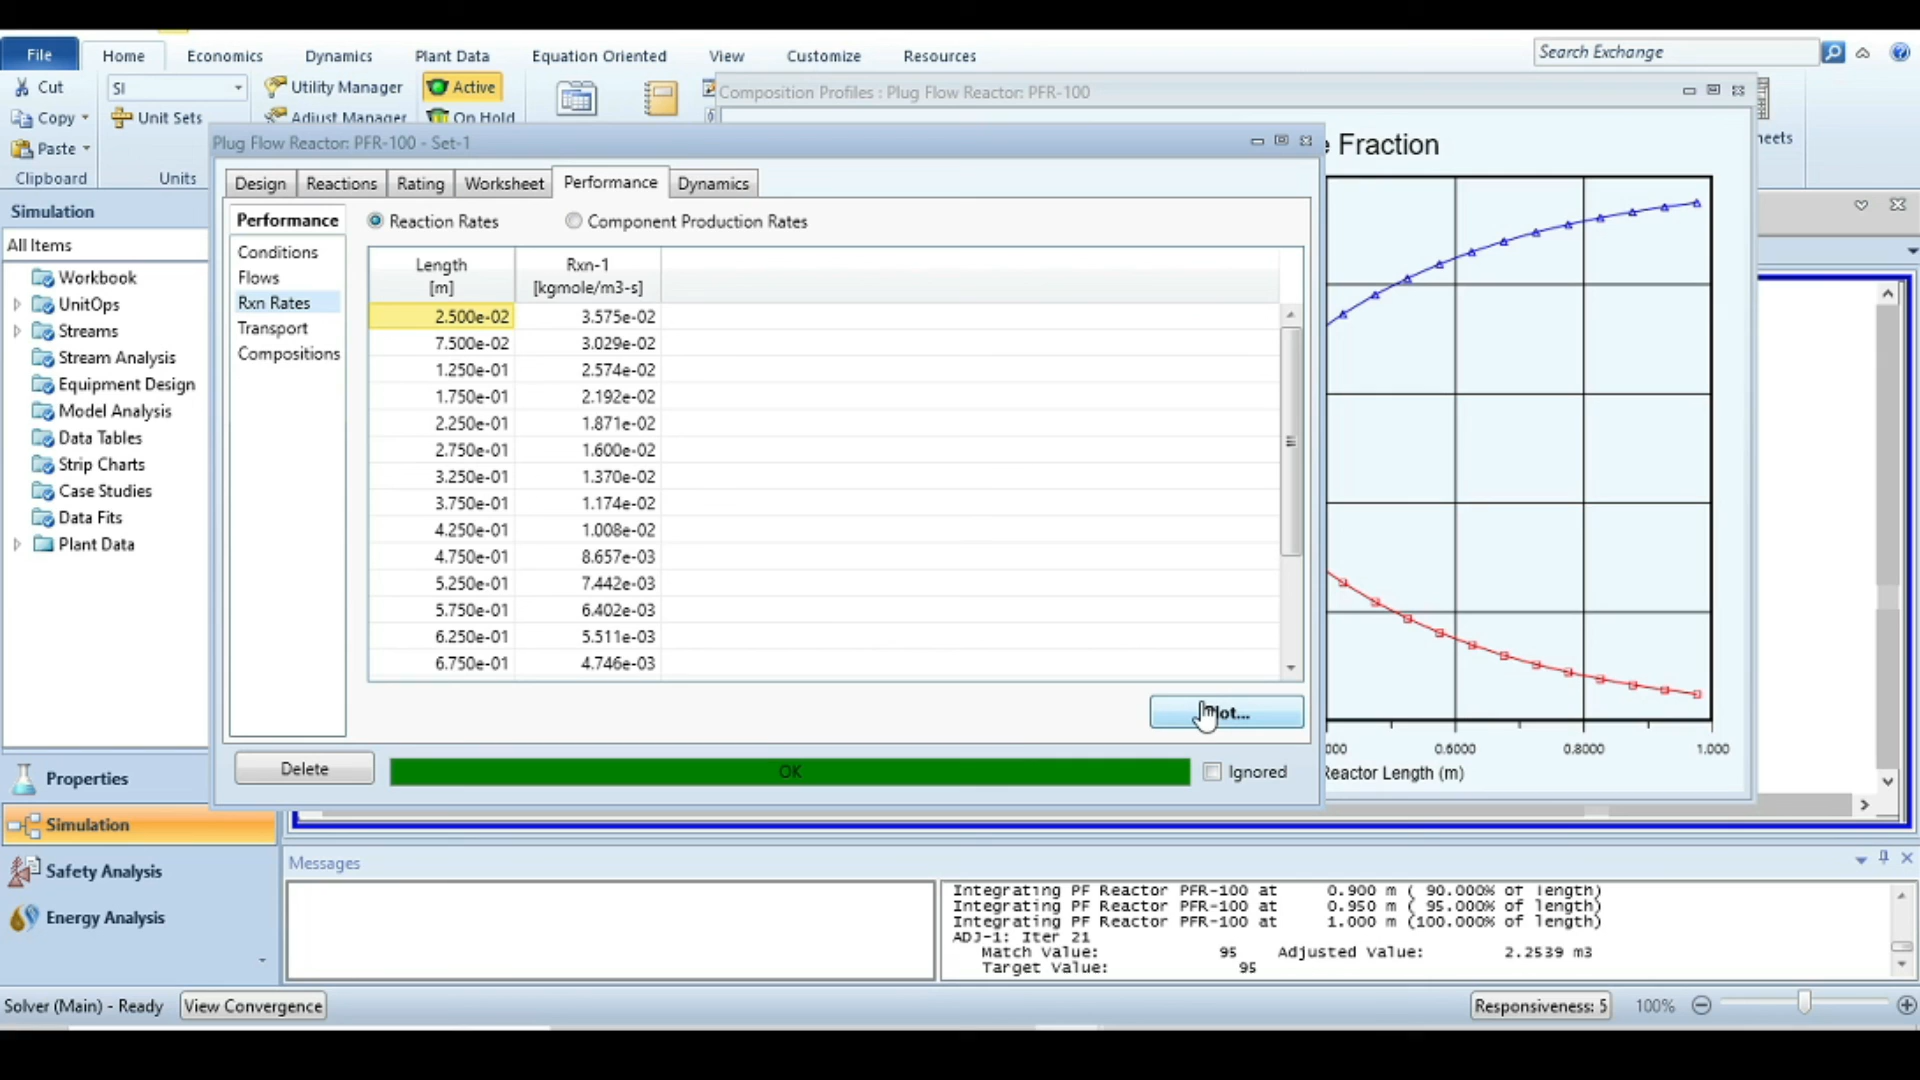 File
Home
Economics
Dynamics
Plant Data
Equation Oriented
View
Customize
Resources
Search Exchange
Cut
SI
Utility Manager
Active
Composition Profiles : Plug Flow Reactor: PFR-100
Copy
Unit Sets
Adjust Manager
On Hold
Paste
Clipboard
Units
Plug Flow Reactor: PFR-100 - Set-1
Fraction
Design
Reactions
Rating
Worksheet
Performance
Dynamics
Simulation
All Items
Workbook
UnitOps
Streams
Stream Analysis
Equipment Design
Model Analysis
Data Tables
Strip Charts
Case Studies
Data Fits
Plant Data
Performance
Conditions
Flows
Rxn Rates
Transport
Compositions
Reaction Rates
Component Production Rates
Length Rxn-1
[m] [kgmole/m3-s]
2.500e-02 3.575e-02
7.500e-02 3.029e-02
1.250e-01 2.574e-02
1.750e-01 2.192e-02
2.250e-01 1.871e-02
2.750e-01 1.600e-02
3.250e-01 1.370e-02
3.750e-01 1.174e-02
4.250e-01 1.008e-02
4.750e-01 8.657e-03
5.250e-01 7.442e-03
5.750e-01 6.402e-03
6.250e-01 5.511e-03
6.750e-01 4.746e-03
Delete
OK
Ignored
0.6000 0.8000 1.000
Reactor Length (m)
Properties
Simulation
Safety Analysis
Energy Analysis
Messages
Integrating PF Reactor PFR-100 at 0.900 m ( 90.000% of length)
Integrating PF Reactor PFR-100 at 0.950 m ( 95.000% of length)
Integrating PF Reactor PFR-100 at 1.000 m (100.000% of length)
ADJ-1: Iter 21
Match Value: 95 Adjusted Value: 2.2539 m3
Target Value: 95
Solver (Main) - Ready
View Convergence
Responsiveness: 5
100%